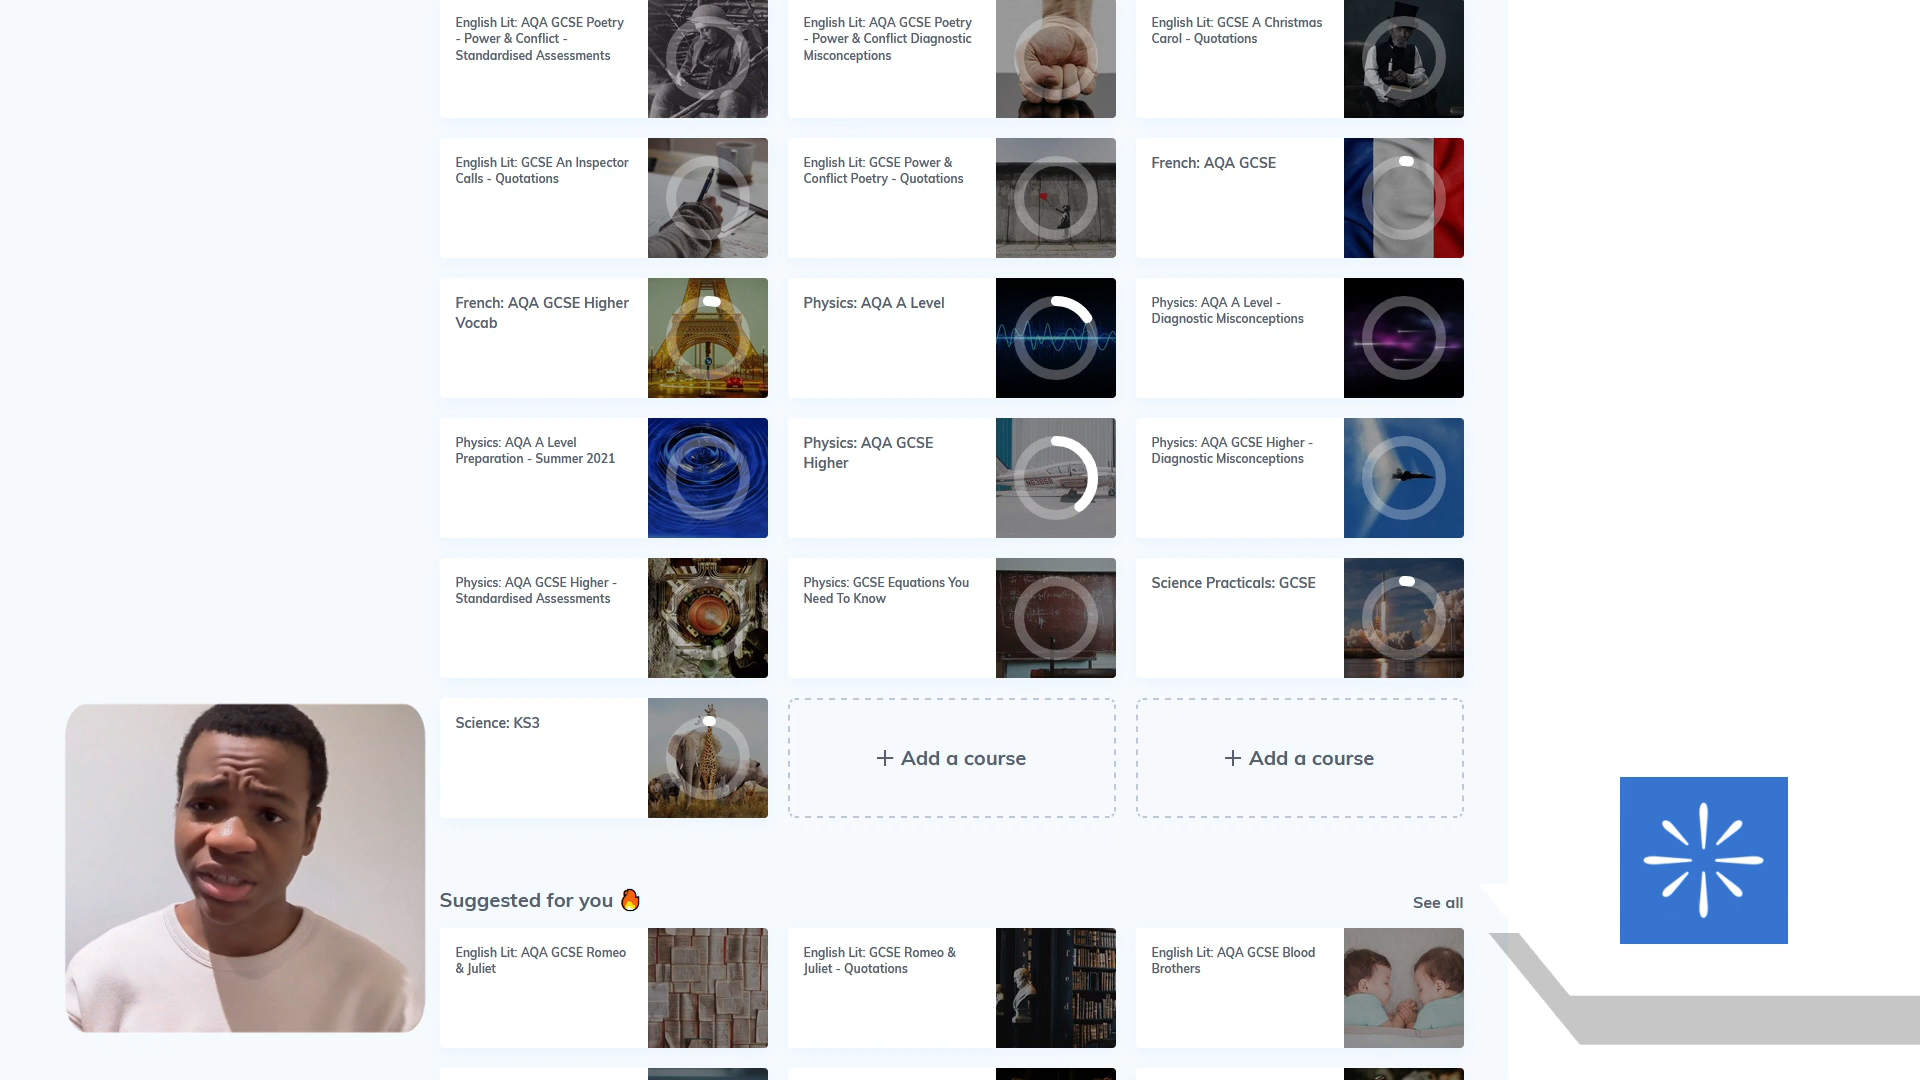 English Lit: AQA GCSE Poetry
- Power & Conflict -
Standardised Assessments
English Lit: AQA GCSE Poetry
- Power & Conflict Diagnostic
Misconceptions
English Lit: GCSE A Christmas
Carol - Quotations
English Lit: GCSE An Inspector
Calls - Quotations
English Lit: GCSE Power &
Conflict Poetry - Quotations
French: AQA GCSE
French: AQA GCSE Higher
Vocab
Physics: AQA A Level
Physics: AQA A Level -
Diagnostic Misconceptions
Physics: AQA A Level
Preparation - Summer 2021
Physics: AQA GCSE
Higher
Physics: AQA GCSE Higher -
Diagnostic Misconceptions
Physics: AQA GCSE Higher -
Standardised Assessments
Physics: GCSE Equations You
Need To Know
Science Practicals: GCSE
Science: KS3
+ Add a course
+ Add a course
Suggested for you 🔥
See all
English Lit: AQA GCSE Romeo
& Juliet
English Lit: GCSE Romeo &
Juliet - Quotations
English Lit: AQA GCSE Blood
Brothers